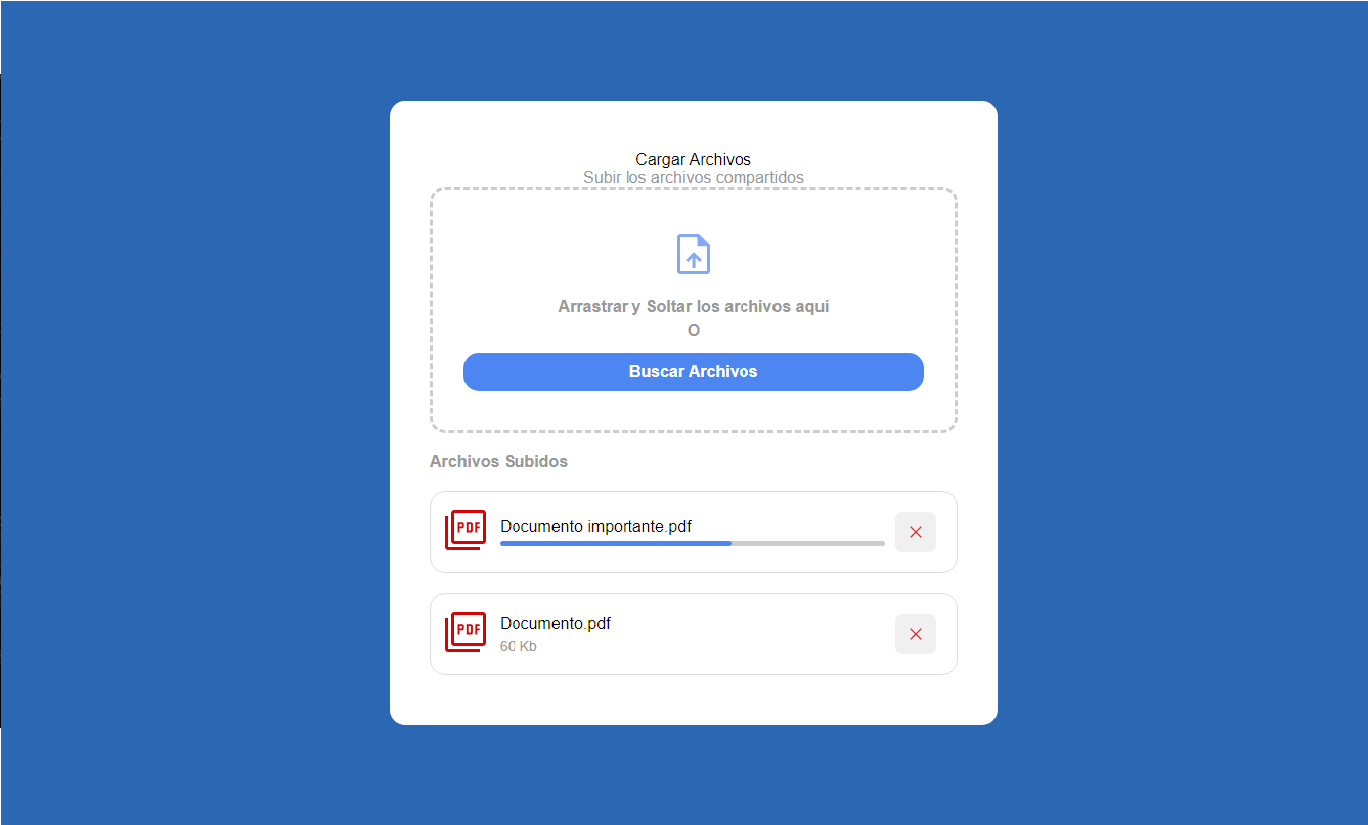 Cargar Archivos
Subir los archivos compartidos
Arrastrar y Soltar los archivos aquí
O
Buscar Archivos
Archivos Subidos
PDF
Documento importante.pdf
PDF
Documento.pdf
60 Kb